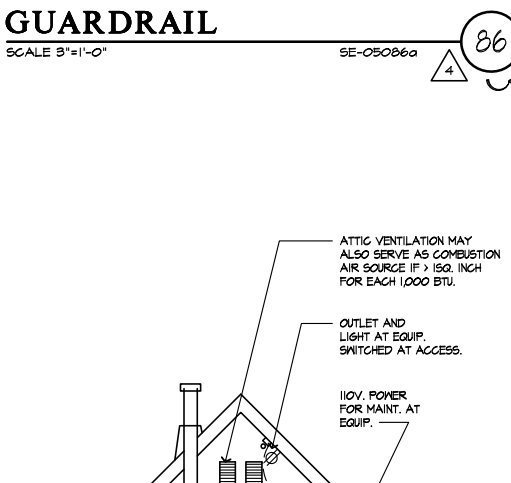 GUARDRAIL
SCALE 3"=1'-0"
SE-05086a
86
4
ATTIC VENTILATION MAY
ALSO SERVE AS COMBUSTION
AIR SOURCE IF > 1SQ. INCH
FOR EACH 1,000 BTU.
OUTLET AND
LIGHT AT EQUIP.
SWITCHED AT ACCESS.
110V. POWER
FOR MAINT. AT
EQUIP.